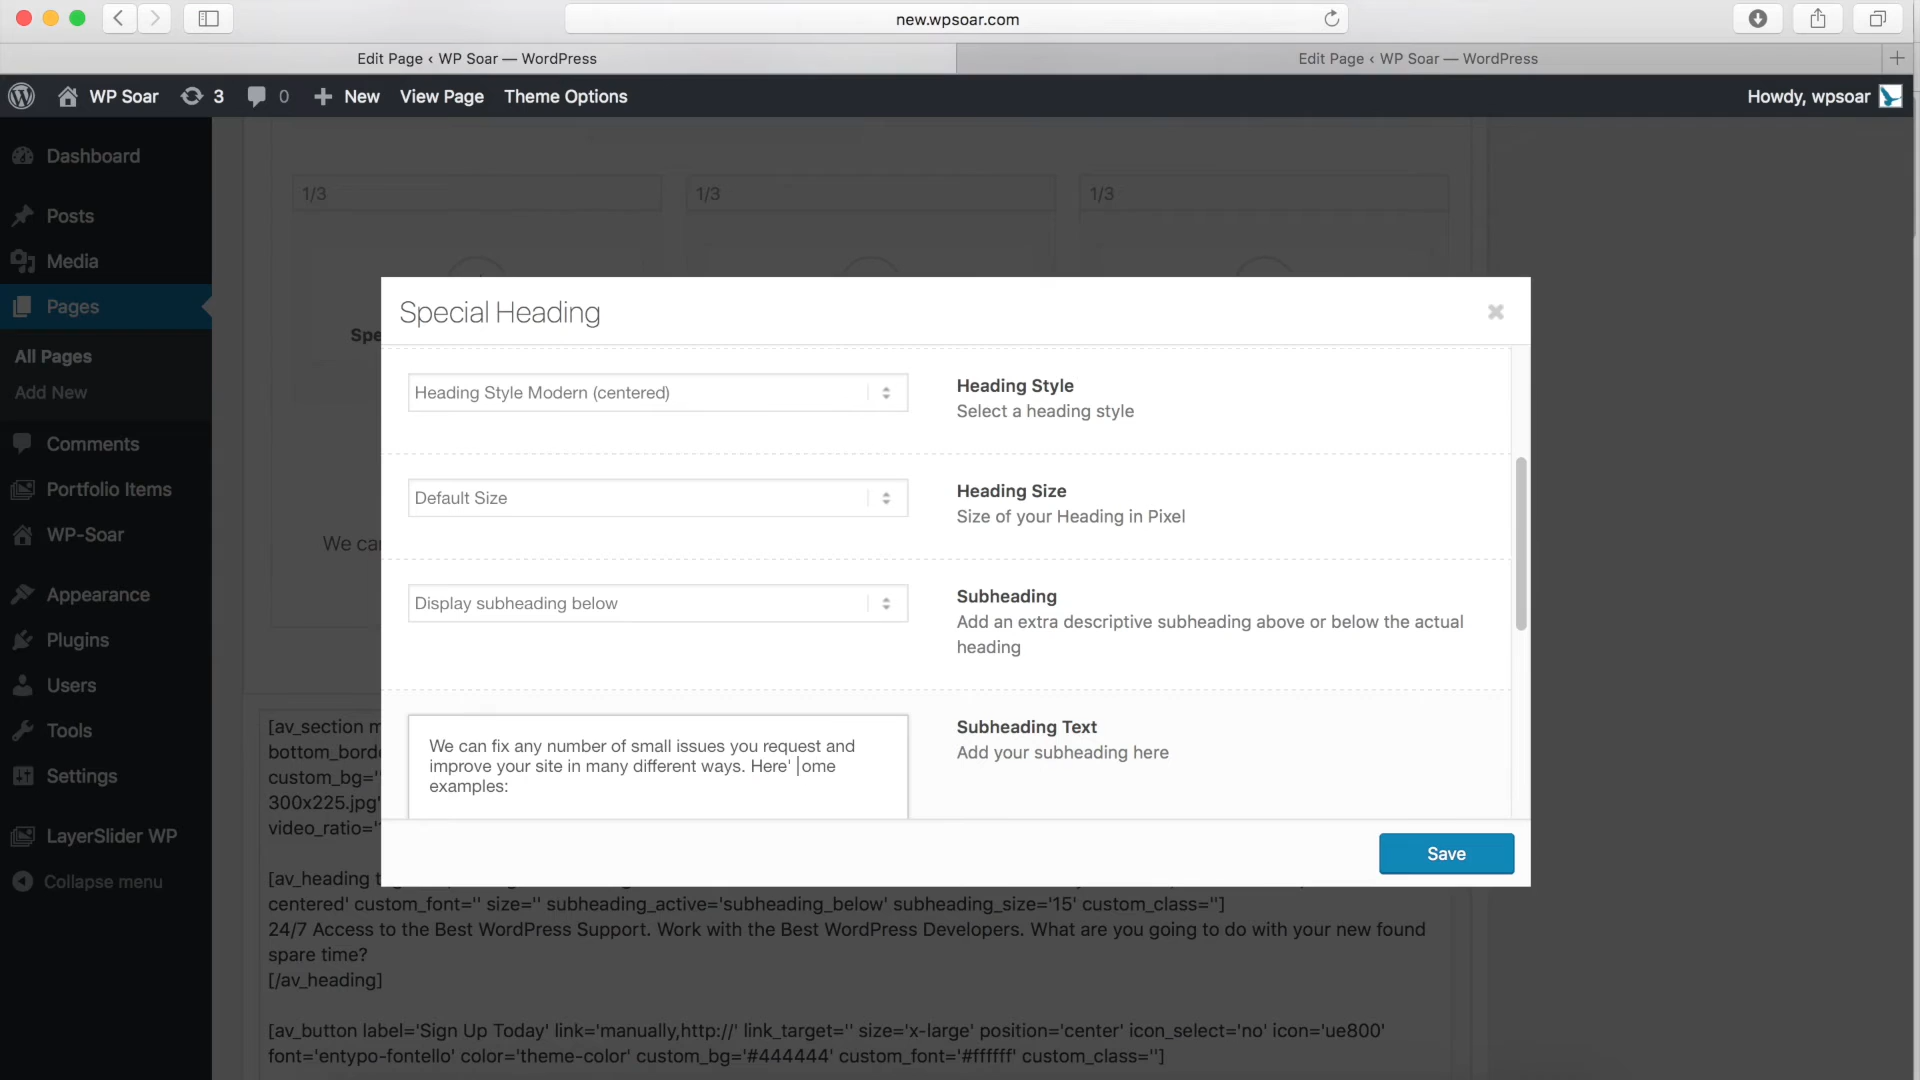 new.wpsoar.com
Edit Page ‹ WP Soar — WordPress
Edit Page ‹ WP Soar — WordPress
WP Soar 3 0 New View Page Theme Options
Howdy, wpsoar
Dashboard
Posts
Media
Pages
All Pages
Add New
Comments
Portfolio Items
WP-Soar
Appearance
Plugins
Users
Tools
Settings
LayerSlider WP
Collapse menu
1/3
1/3
1/3
Special Heading
Heading Style Modern (centered)
Heading Style
Select a heading style
Default Size
Heading Size
Size of your Heading in Pixel
Display subheading below
Subheading
Add an extra descriptive subheading above or below the actual
heading
We can fix any number of small issues you request and
improve your site in many different ways. Here' ome
examples:
Subheading Text
Add your subheading here
Save
Spe
We ca
[av_section m
bottom_borde
custom_bg='
300x225.jpg'
video_ratio='
[av_heading
centered' custom_font='' size='' subheading_active='subheading_below' subheading_size='15' custom_class='']
24/7 Access to the Best WordPress Support. Work with the Best WordPress Developers. What are you going to do with your new found
spare time?
[/av_heading]
[av_button label='Sign Up Today' link='manually,http://' link_target='' size='x-large' position='center' icon_select='no' icon='ue800'
font='entypo-fontello' color='theme-color' custom_bg='#444444' custom_font='#ffffff' custom_class='']